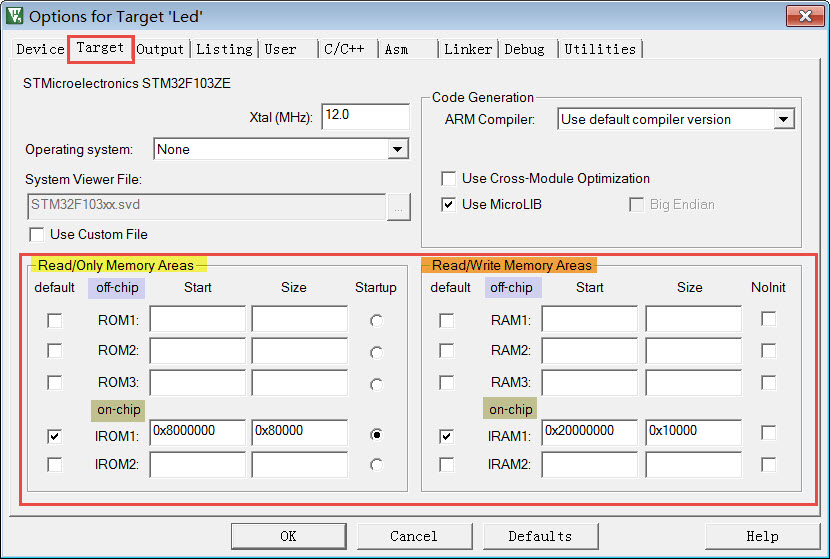 Options for Target 'Led'
Device Target Output Listing User C/C++ Asm Linker Debug Utilities
STMicroelectronics STM32F103ZE
Xtal (MHz): 12.0
Operating system: None
System Viewer File:
STM32F103xx.svd ...
Use Custom File
Code Generation
ARM Compiler: Use default compiler version
Use Cross-Module Optimization
Use MicroLIB Big Endian
Read/Only Memory Areas
default off-chip Start Size Startup
ROM1:
ROM2:
ROM3:
on-chip
IROM1: 0x8000000 0x80000
IROM2:
Read/Write Memory Areas
default off-chip Start Size NoInit
RAM1:
RAM2:
RAM3:
on-chip
IRAM1: 0x20000000 0x10000
IRAM2:
OK Cancel Defaults Help